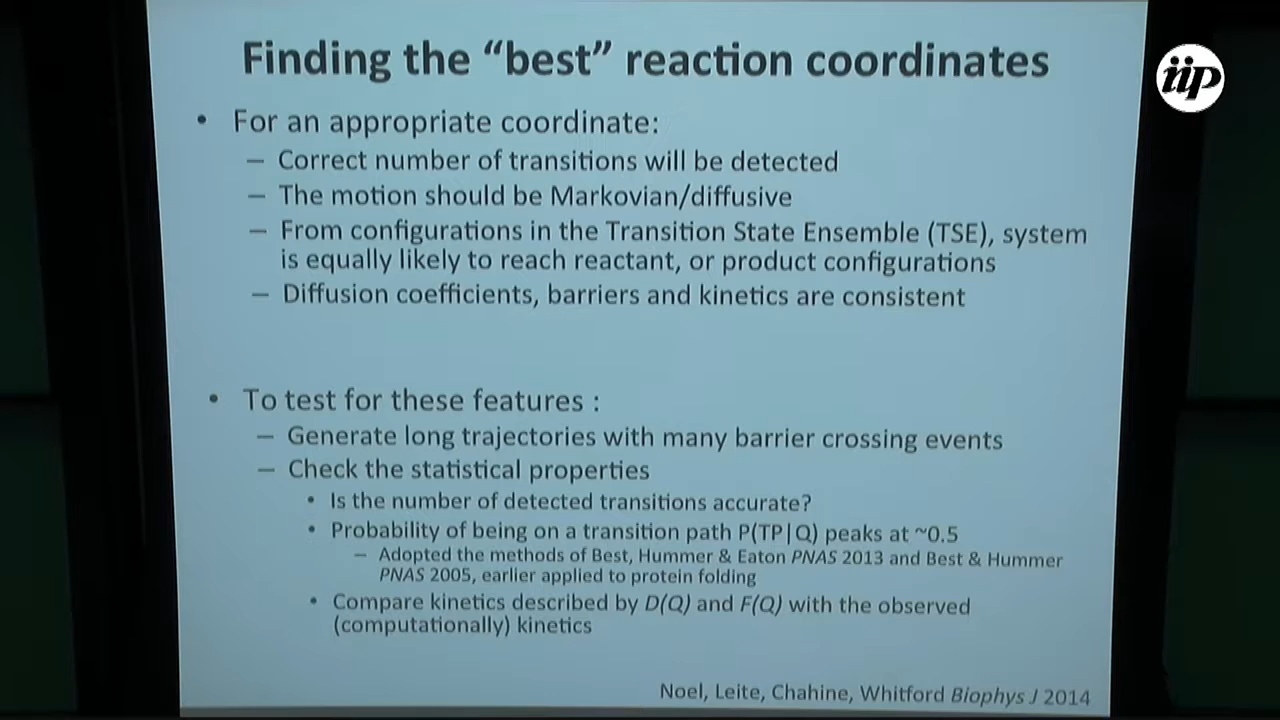 Finding the “best” reaction coordinates
iip
• For an appropriate coordinate:
– Correct number of transitions will be detected
– The motion should be Markovian/diffusive
– From configurations in the Transition State Ensemble (TSE), system
is equally likely to reach reactant, or product configurations
– Diffusion coefficients, barriers and kinetics are consistent
• To test for these features :
– Generate long trajectories with many barrier crossing events
– Check the statistical properties
• Is the number of detected transitions accurate?
• Probability of being on a transition path P(TP|Q) peaks at ~0.5
– Adopted the methods of Best, Hummer & Eaton PNAS 2013 and Best & Hummer
PNAS 2005, earlier applied to protein folding
• Compare kinetics described by D(Q) and F(Q) with the observed
(computationally) kinetics
Noel, Leite, Chahine, Whitford Biophys J 2014